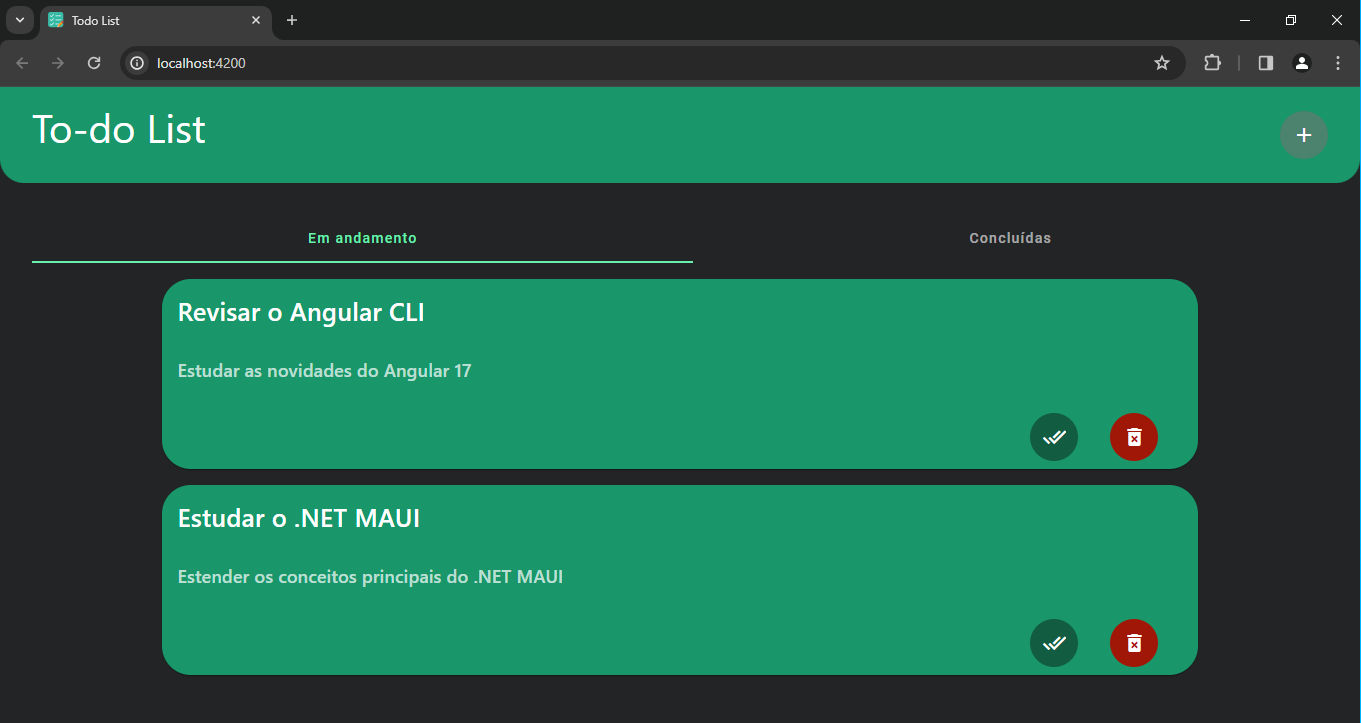 Todo List
localhost:4200
To-do List
Em andamento
Concluídas
Revisar o Angular CLI
Estudar as novidades do Angular 17
Estudar o .NET MAUI
Estender os conceitos principais do .NET MAUI